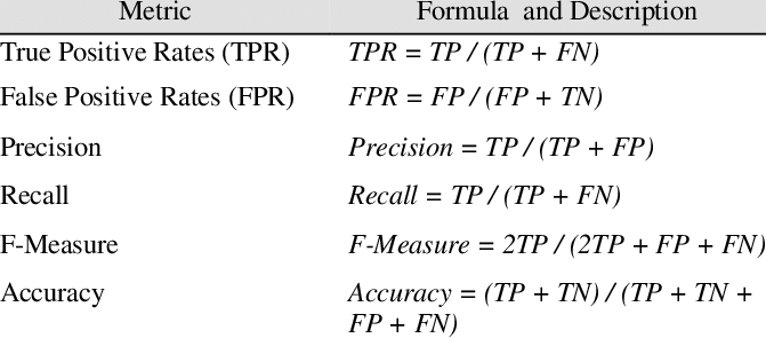 Metric Formula and Description
True Positive Rates (TPR) TPR = TP / (TP + FN)
False Positive Rates (FPR) FPR = FP / (FP + TN)
Precision Precision = TP / (TP + FP)
Recall Recall = TP / (TP + FN)
F-Measure F-Measure = 2TP / (2TP + FP + FN)
Accuracy Accuracy = (TP + TN) / (TP + TN +
FP + FN)